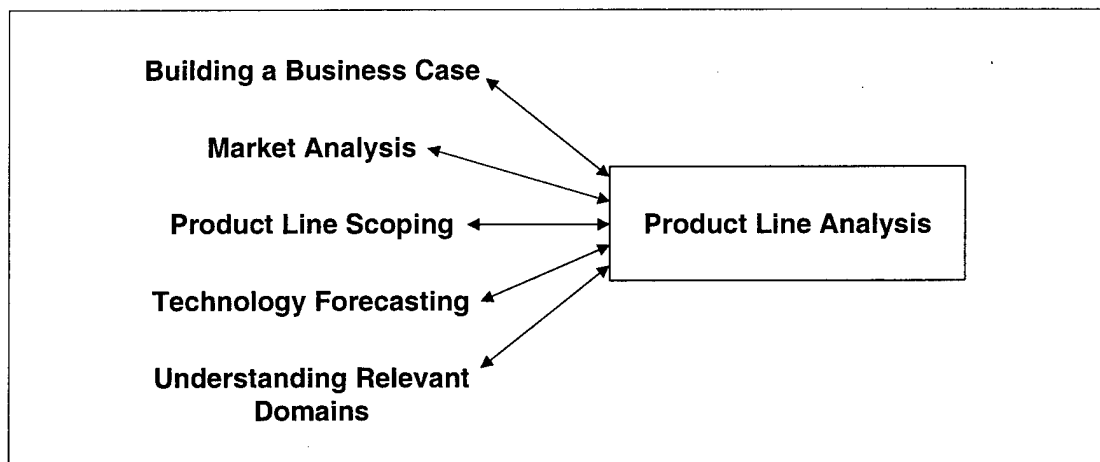 Building a Business Case
Market Analysis
Product Line Scoping
Product Line Analysis
Technology Forecasting
Understanding Relevant
Domains